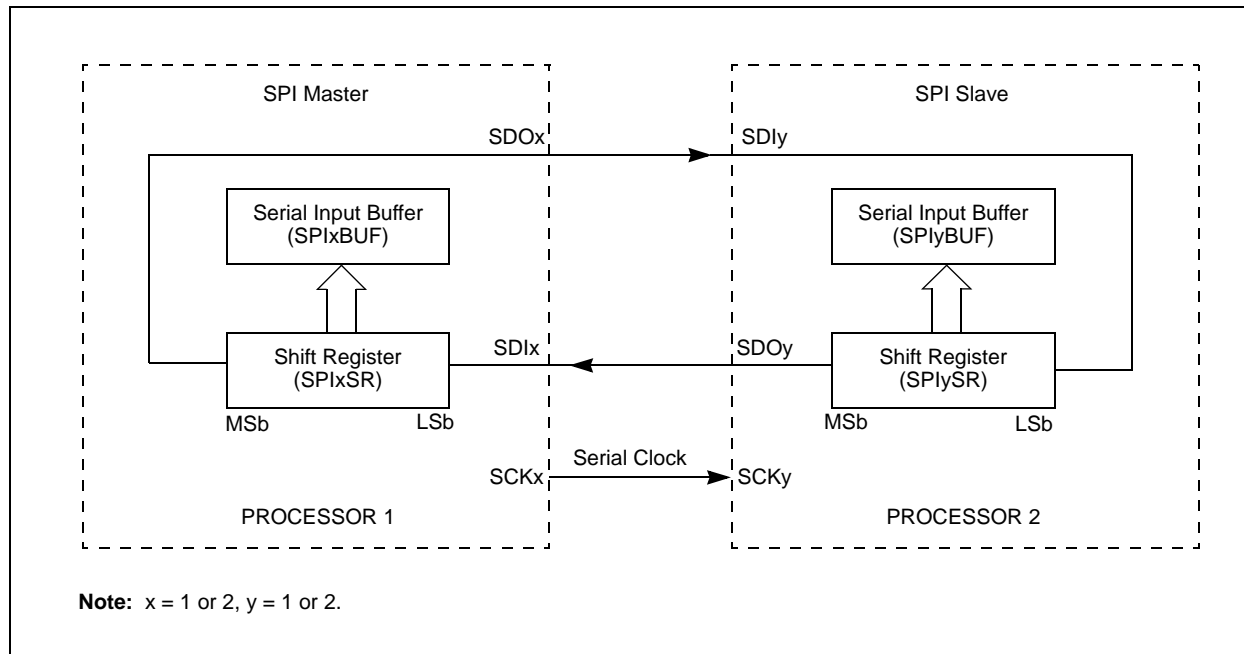 SPI Master
SPI Slave
SDOx
SDIy
Serial Input Buffer
(SPIxBUF)
Serial Input Buffer
(SPIyBUF)
SDIx
SDOy
Shift Register
(SPIxSR)
Shift Register
(SPIySR)
MSb
LSb
MSb
LSb
Serial Clock
SCKx
SCKy
PROCESSOR 1
PROCESSOR 2
Note: x = 1 or 2, y = 1 or 2.